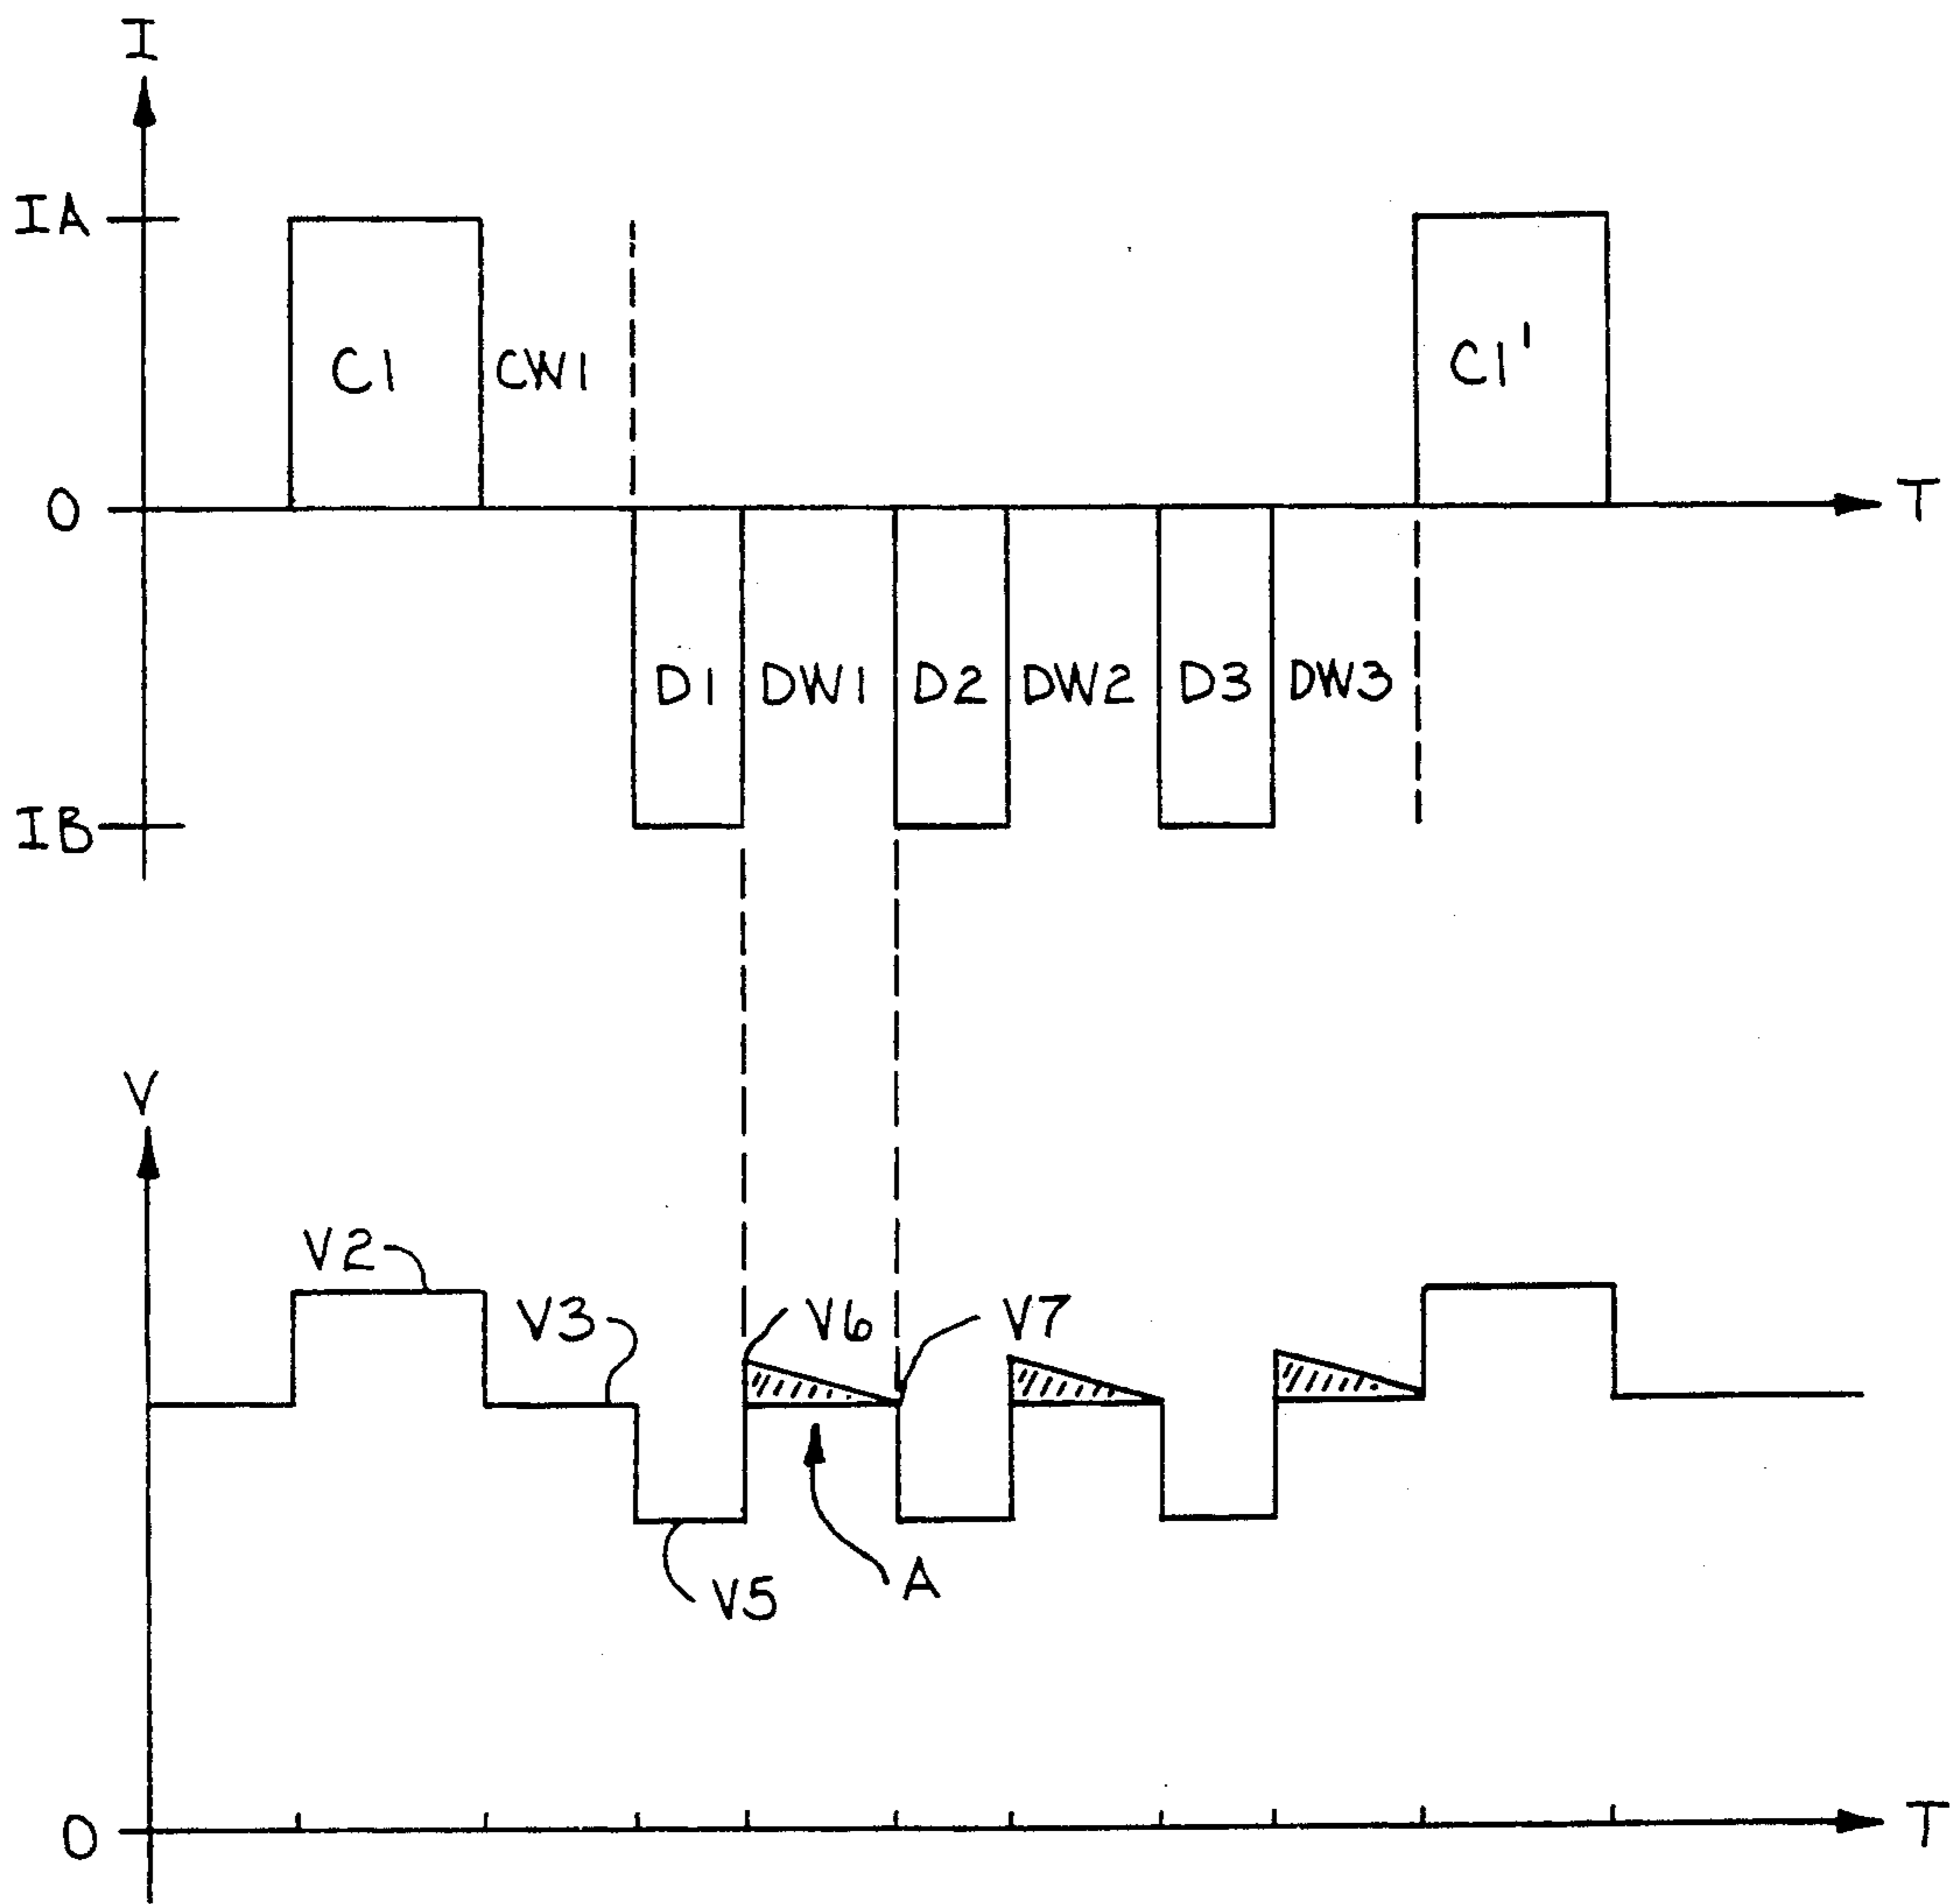 I
IA
C1 CW1 C1'
0 T
D1 DW1 D2 DW2 D3 DW3
IB
V
V2
V3 V6 V7
A
V5
0 T